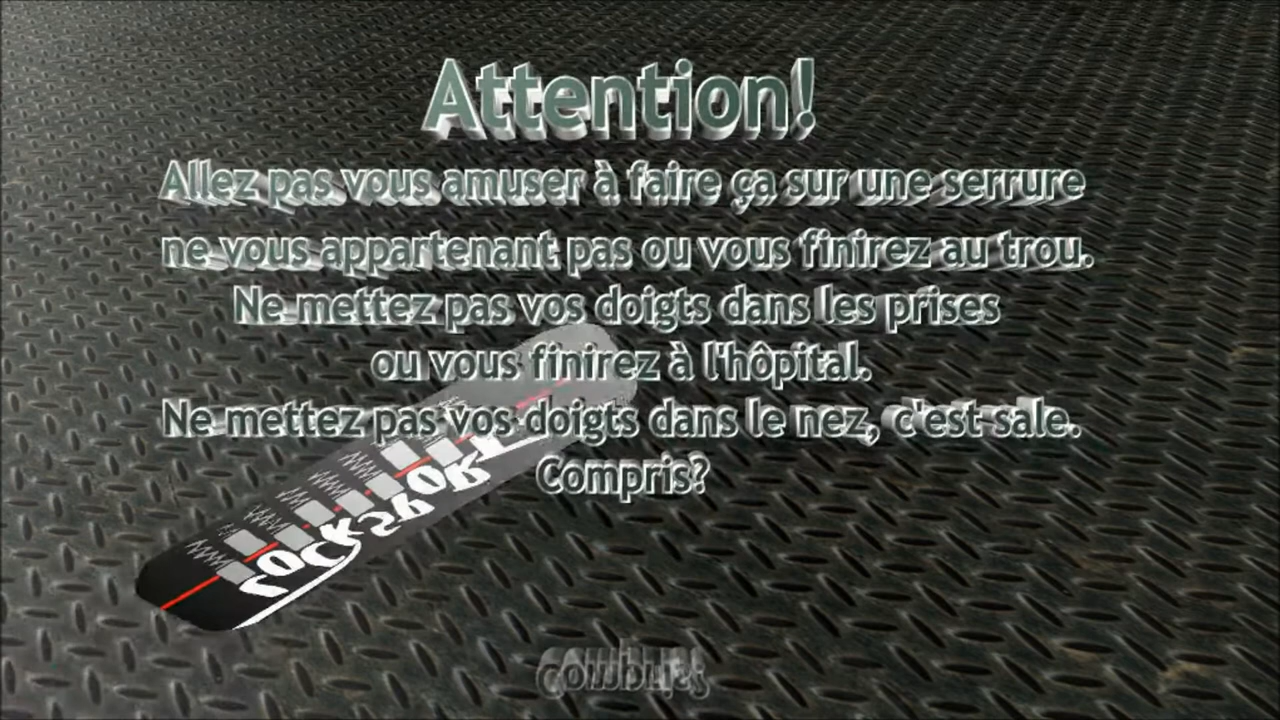 Attention!
Allez pas vous amuser à faire ça sur une serrure
ne vous appartenant pas ou vous finirez au trou.
Ne mettez pas vos doigts dans les prises
ou vous finirez à l'hôpital.
Ne mettez pas vos doigts dans le nez, c'est sale.
Compris?
LOCKSPORT
Compris?